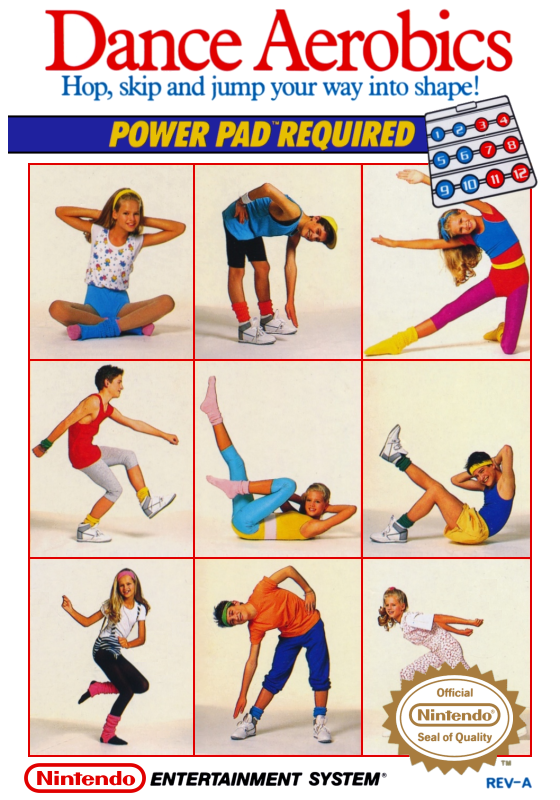 Dance Aerobics
Hop, skip and jump your way into shape!
POWER PAD™ REQUIRED
1 2 3 4
5 6 7 8
9 10 11 12
Official
Nintendo®
Seal of Quality
TM
Nintendo ENTERTAINMENT SYSTEM®
REV-A